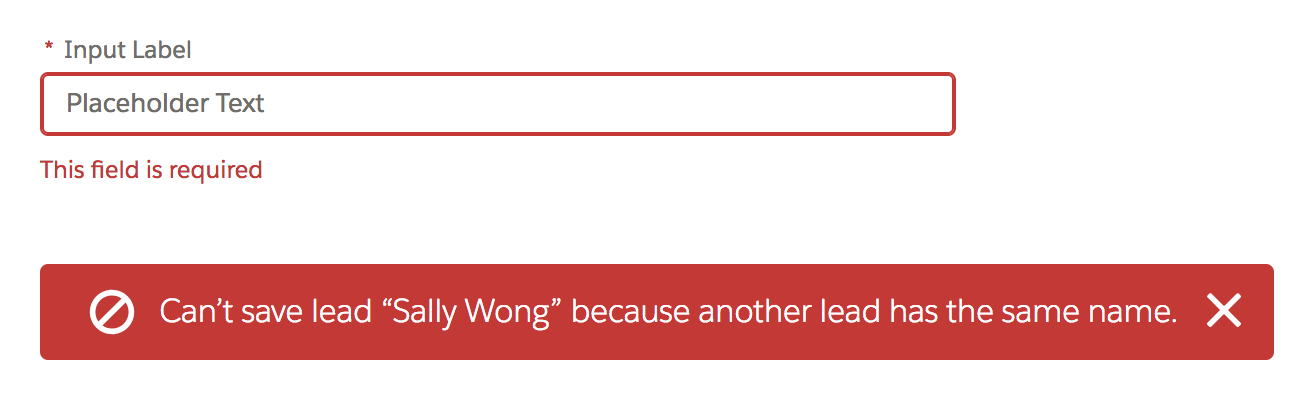 * Input Label
Placeholder Text
This field is required
Can’t save lead “Sally Wong” because another lead has the same name.